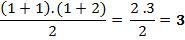 (1 + 1).(1 + 2) / 2 = 2 .3 / 2 = 3